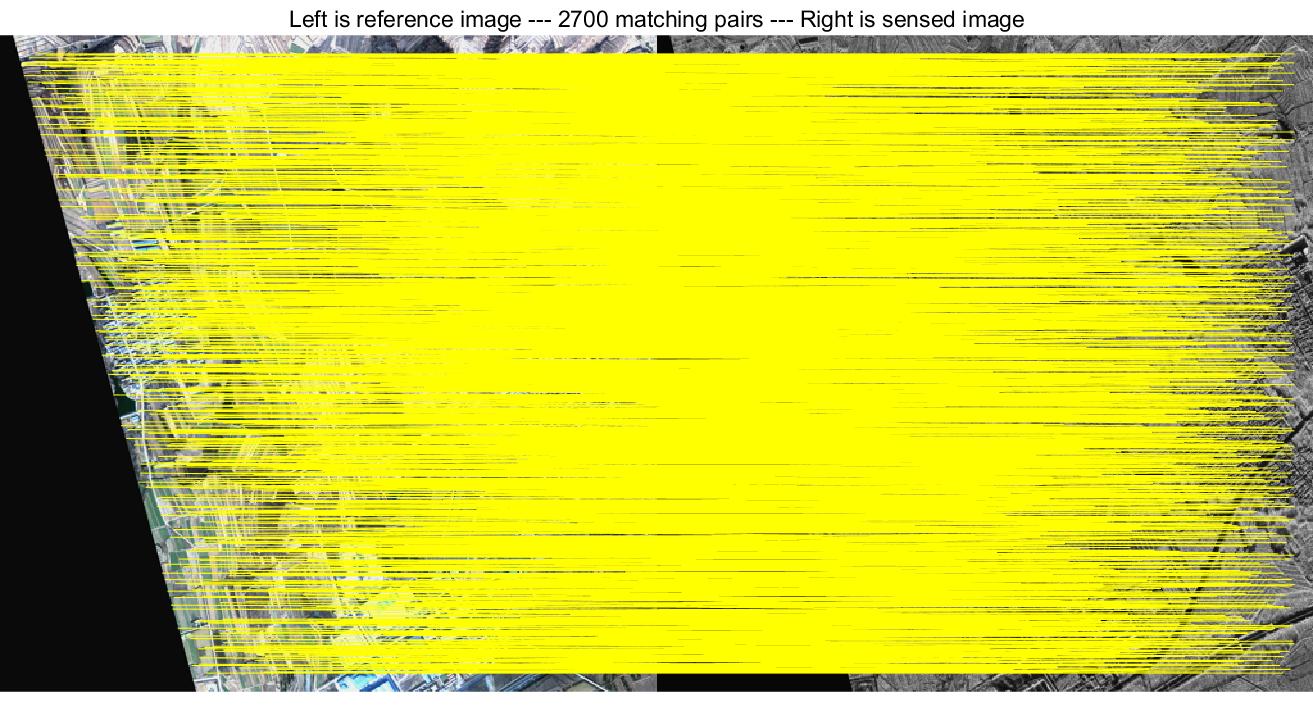 Left is reference image --- 2700 matching pairs --- Right is sensed image